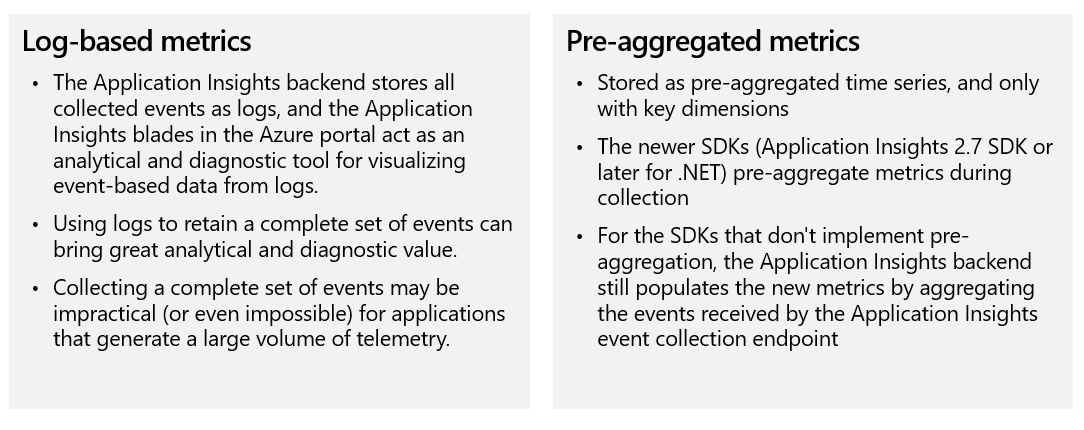 Log-based metrics
• The Application Insights backend stores all
collected events as logs, and the Application
Insights blades in the Azure portal act as an
analytical and diagnostic tool for visualizing
event-based data from logs.
• Using logs to retain a complete set of events can
bring great analytical and diagnostic value.
• Collecting a complete set of events may be
impractical (or even impossible) for applications
that generate a large volume of telemetry.
Pre-aggregated metrics
• Stored as pre-aggregated time series, and only
with key dimensions
• The newer SDKs (Application Insights 2.7 SDK or
later for .NET) pre-aggregate metrics during
collection
• For the SDKs that don't implement pre-
aggregation, the Application Insights backend
still populates the new metrics by aggregating
the events received by the Application Insights
event collection endpoint